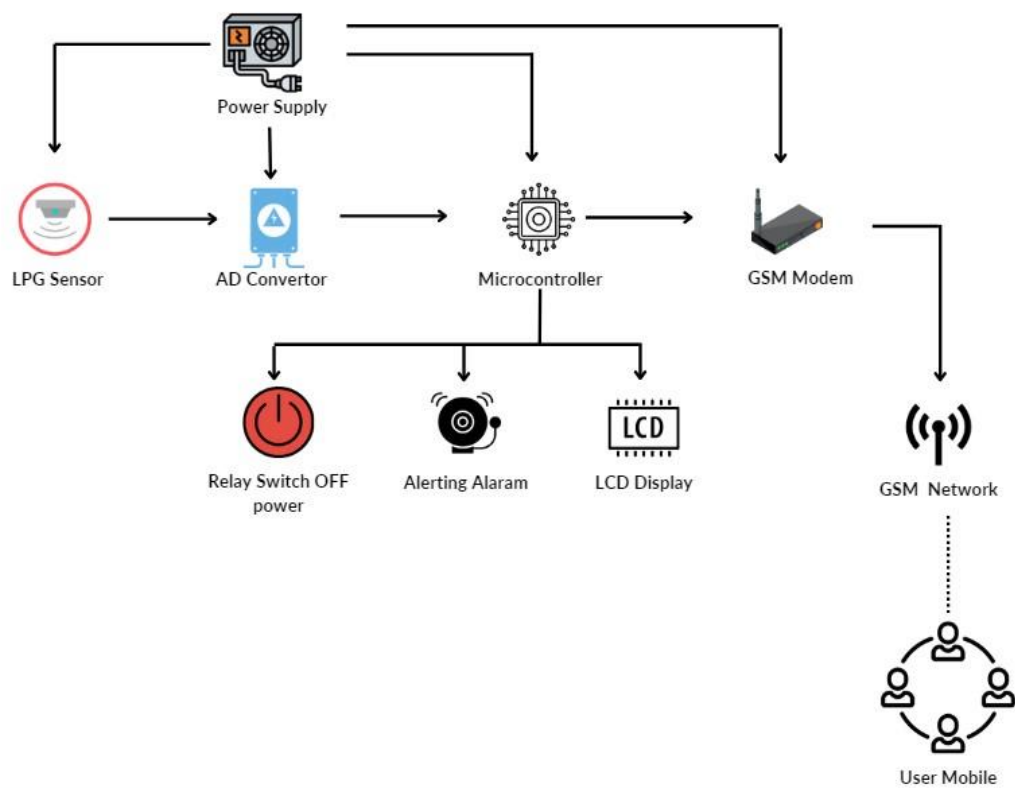 Power Supply
LPG Sensor
AD Convertor
Microcontroller
GSM Modem
LCD
Relay Switch OFF
power
Alerting Alaram
LCD Display
GSM Network
User Mobile